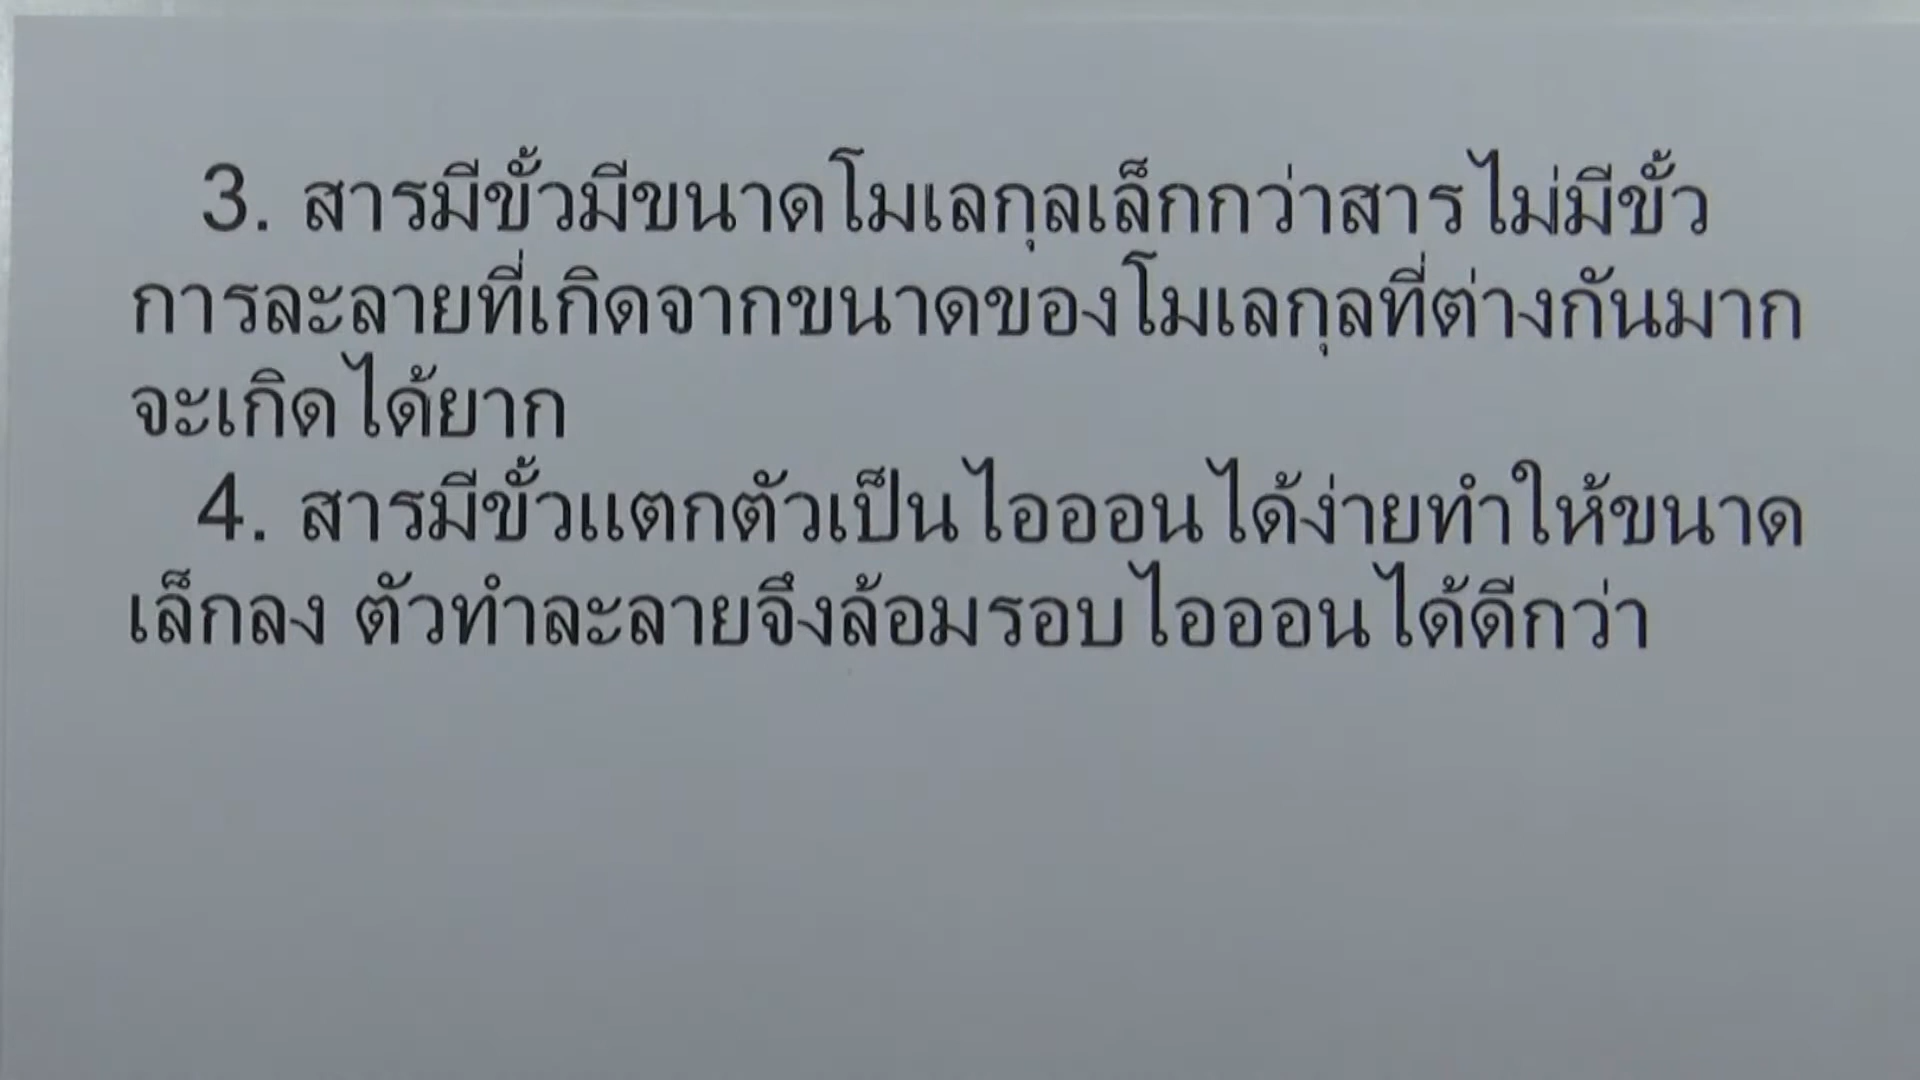 3. สารมีขั้วมีขนาดโมเลกุลเล็กกว่าสารไม่มีขั้ว
การละลายที่เกิดจากขนาดของโมเลกุลที่ต่างกันมาก
จะเกิดได้ยาก
4. สารมีขั้วแตกตัวเป็นไอออนได้ง่ายทำให้ขนาด
เล็กลง ตัวทำละลายจึงล้อมรอบไอออนได้ดีกว่า